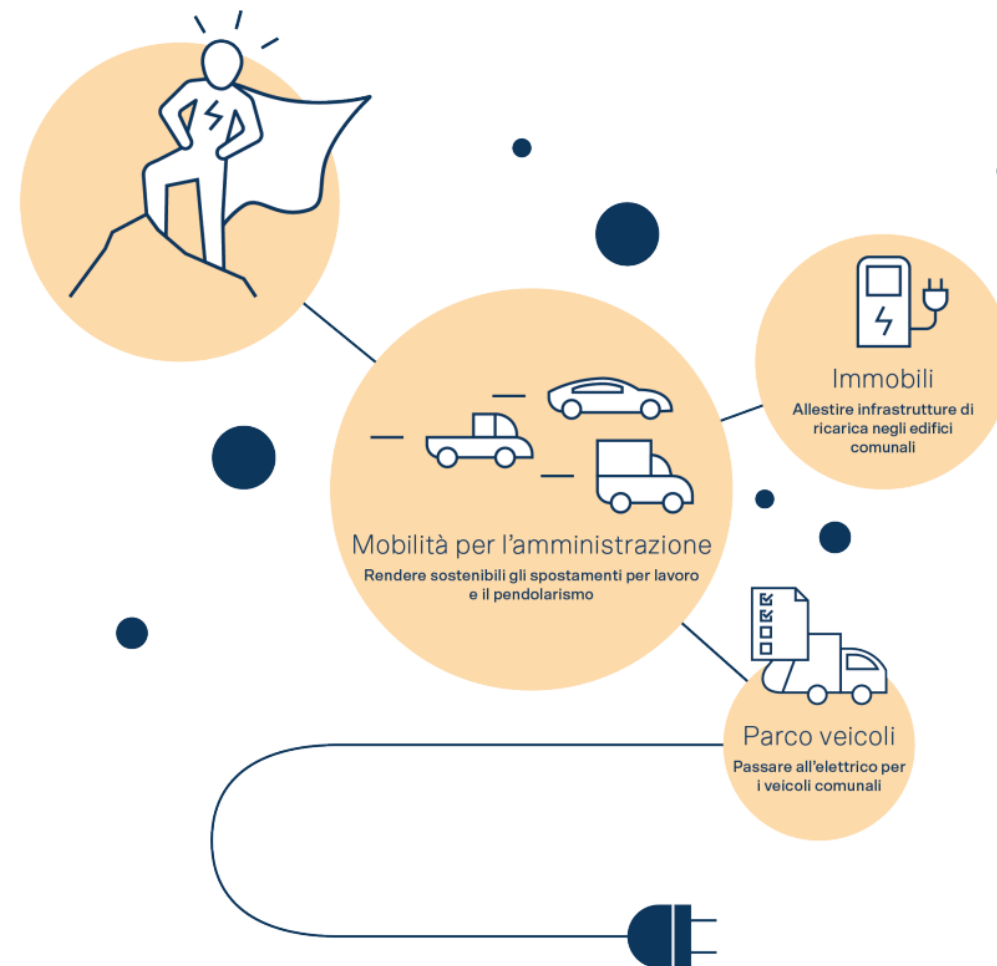 Immobili
Allestire infrastrutture di
ricarica negli edifici
comunali
Mobilità per l'amministrazione
Rendere sostenibili gli spostamenti per lavoro
e il pendolarismo
Parco veicoli
Passare all'elettrico per
i veicoli comunali